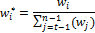 w_i^* = \frac{w_i}{\sum_{j=t-1}^{n-1}(w_j)}